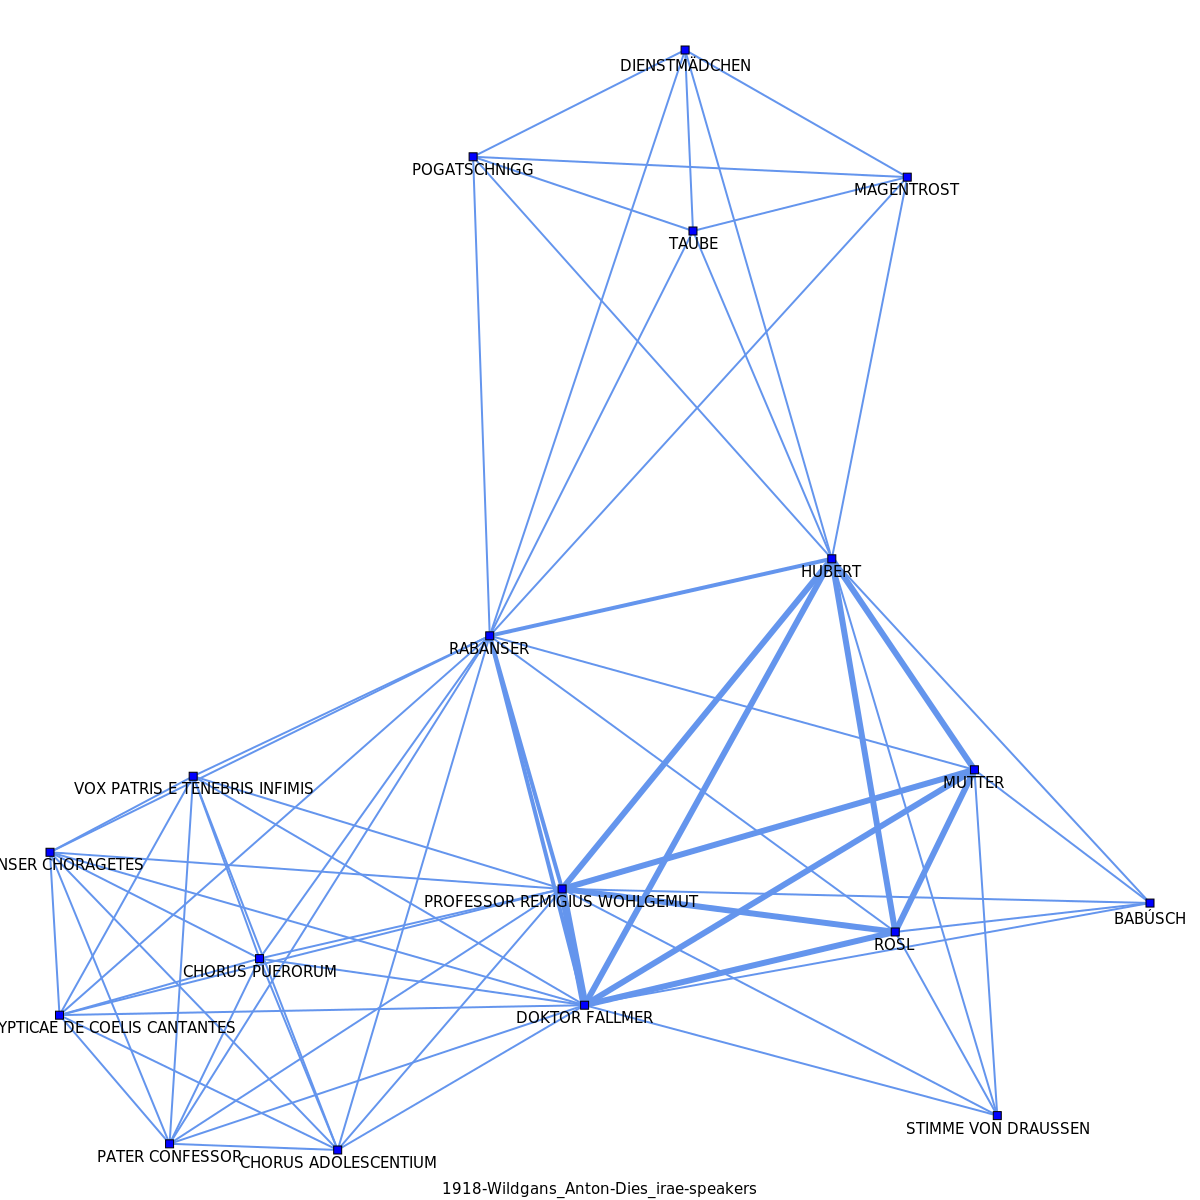 DIENSTMÄDCHEN
POGATSCHNIGG
MAGENTROST
TAUBE
HUBERT
RABANSER
VOX PATRIS E TENEBRIS INFIMIS
MUTTER
NSER CHORAGETES
PROFESSOR REMIGIUS WOHLGEMUT
BABÚSCH
ROSL
CHORUS PUERORUM
DOKTOR FALLMER
YPTICAE DE COELIS CANTANTES
STIMME VON DRAUSSEN
PATER CONFESSOR
CHORUS ADOLESCENTIUM
1918-Wildgans_Anton-Dies_irae-speakers